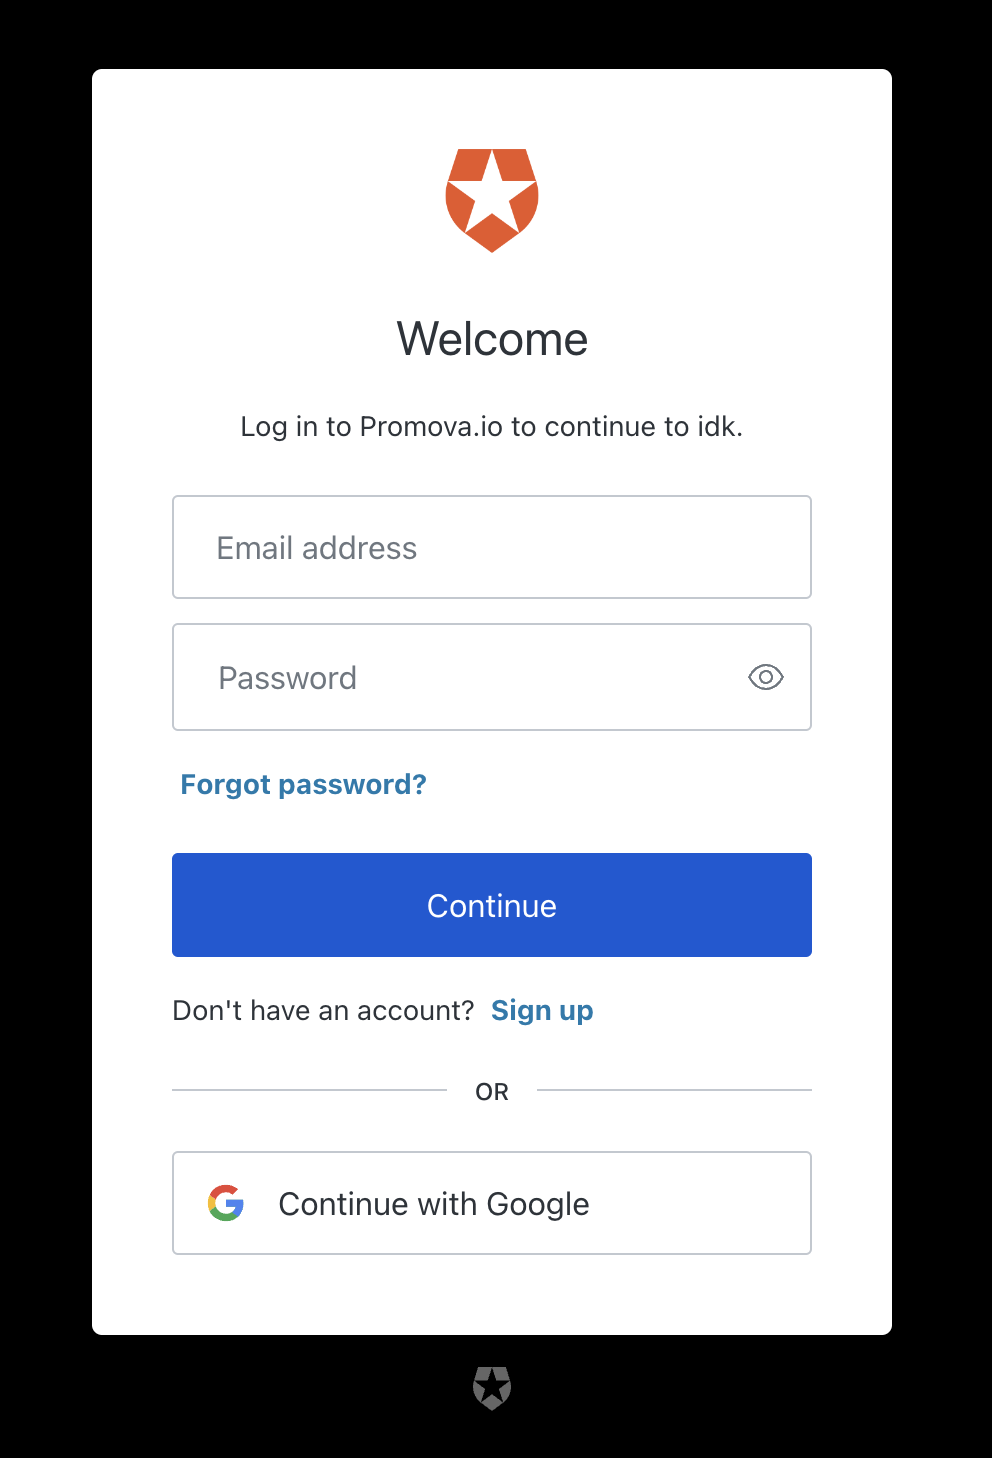 Welcome
Log in to Promova.io to continue to idk.
Email address
Password
Forgot password?
Continue
Don't have an account? Sign up
OR
Continue with Google